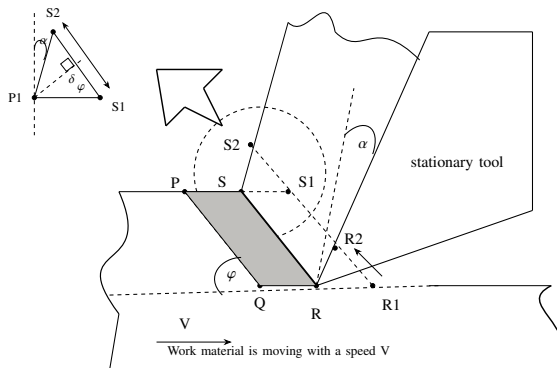 S2
α
δ
φ
P1
S1
S2
α
stationary tool
P
S
S1
R2
φ
Q
R
R1
V
Work material is moving with a speed V